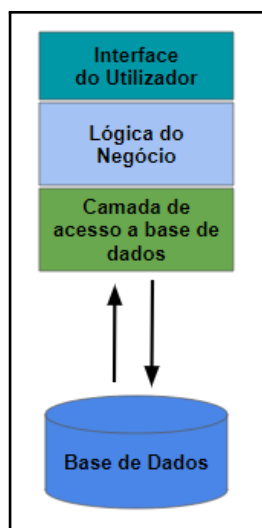 Interface
do Utilizador
Lógica do
Negócio
Camada de
acesso a base de
dados
Base de Dados